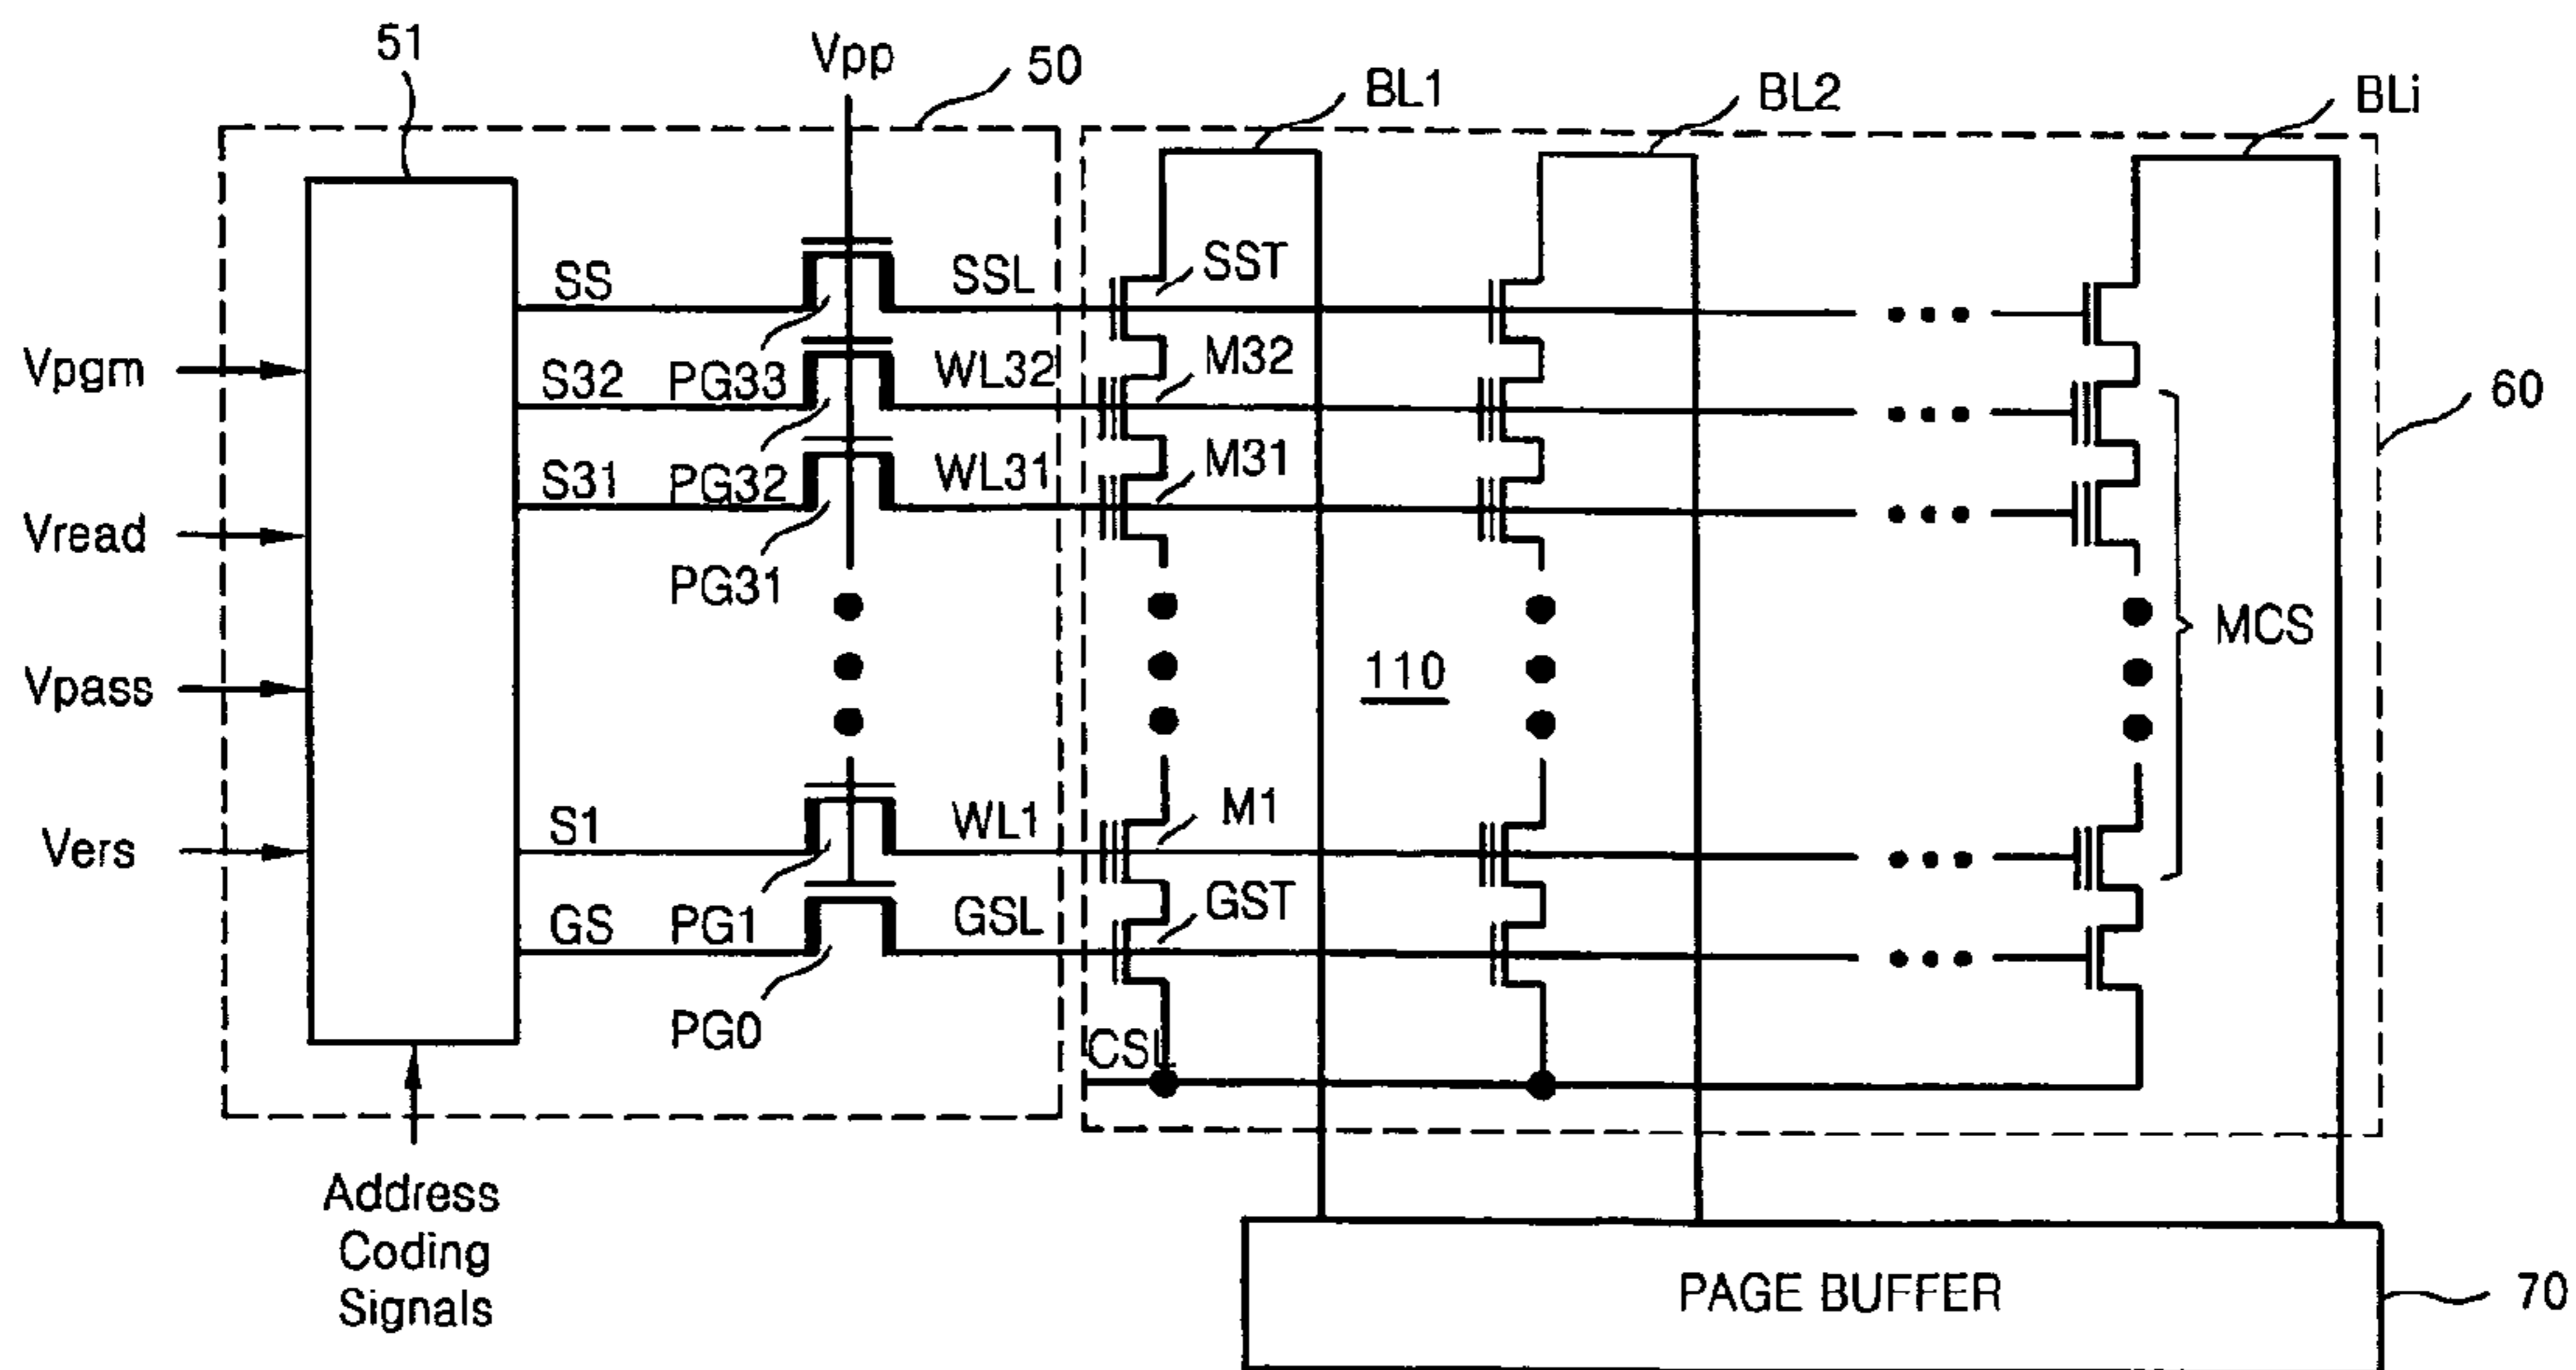 51
Vpp
50
BL1
BL2
BLi
SS
SSL
SST
Vpgm
S32
PG33
WL32
M32
60
S31
PG32
WL31
M31
Vread
PG31
MCS
Vpass
110
Vers
S1
WL1
M1
GS
PG1
GSL
GST
PG0
CSL
Address
Coding
Signals
PAGE BUFFER
70